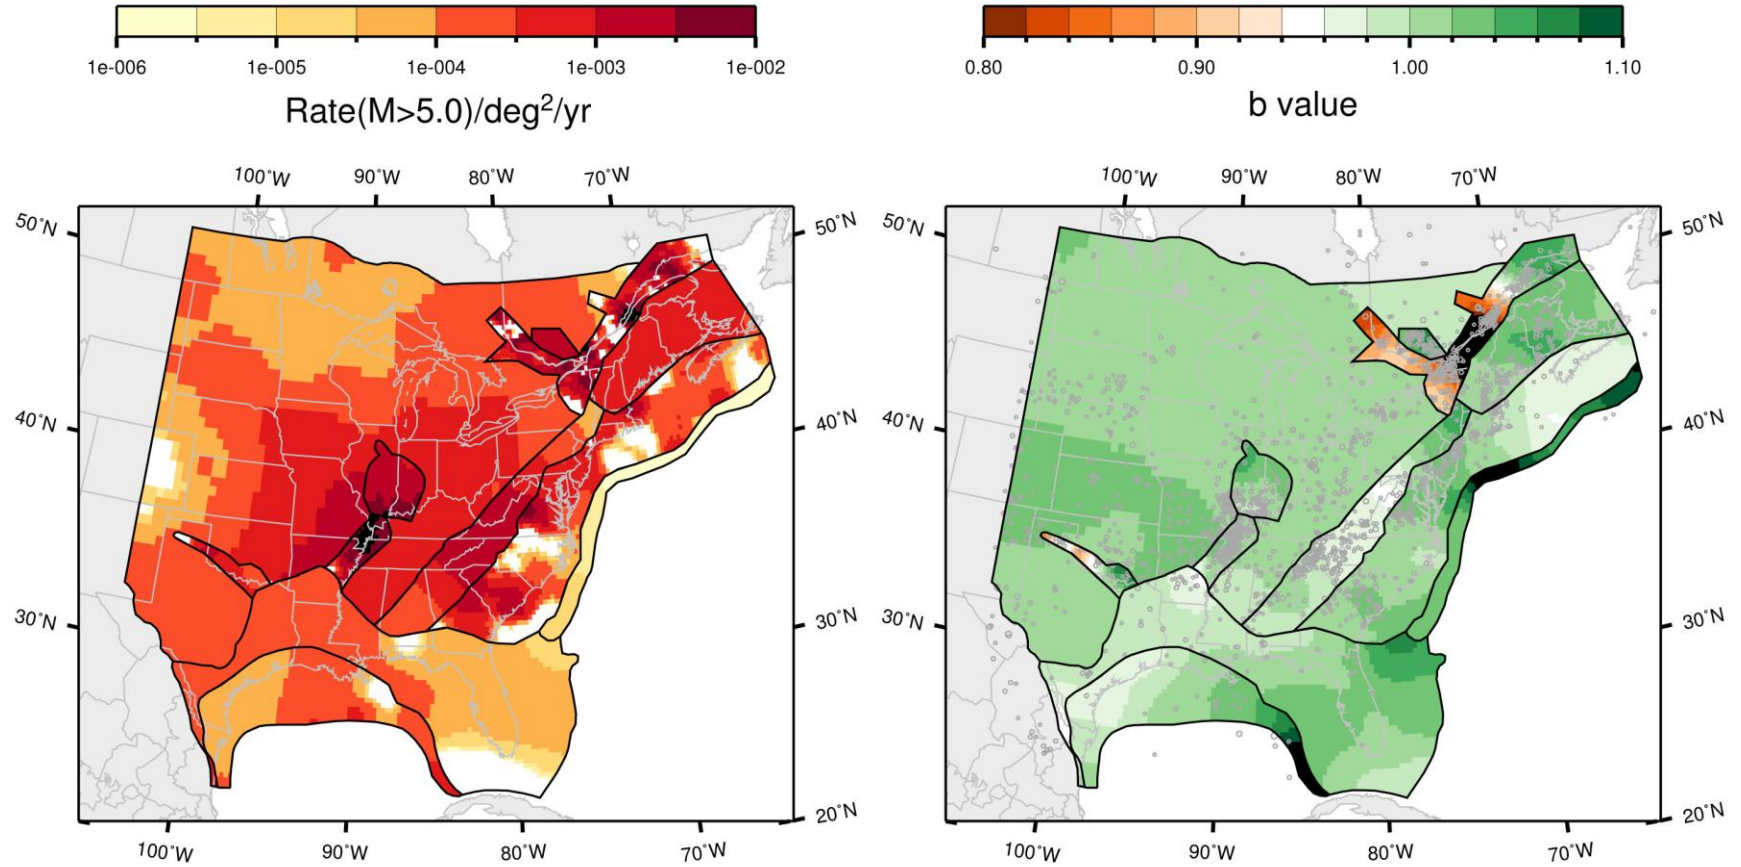 1e-006 1e-005 1e-004 1e-003 1e-002
Rate(M>5.0)/deg²/yr
0.80 0.90 1.00 1.10
b value
100°W 90°W 80°W 70°W
100°W 90°W 80°W 70°W
50°N 50°N 50°N 50°N
40°N 40°N 40°N 40°N
30°N 30°N 30°N 30°N
20°N 20°N
100°W 90°W 80°W 70°W
100°W 90°W 80°W 70°W